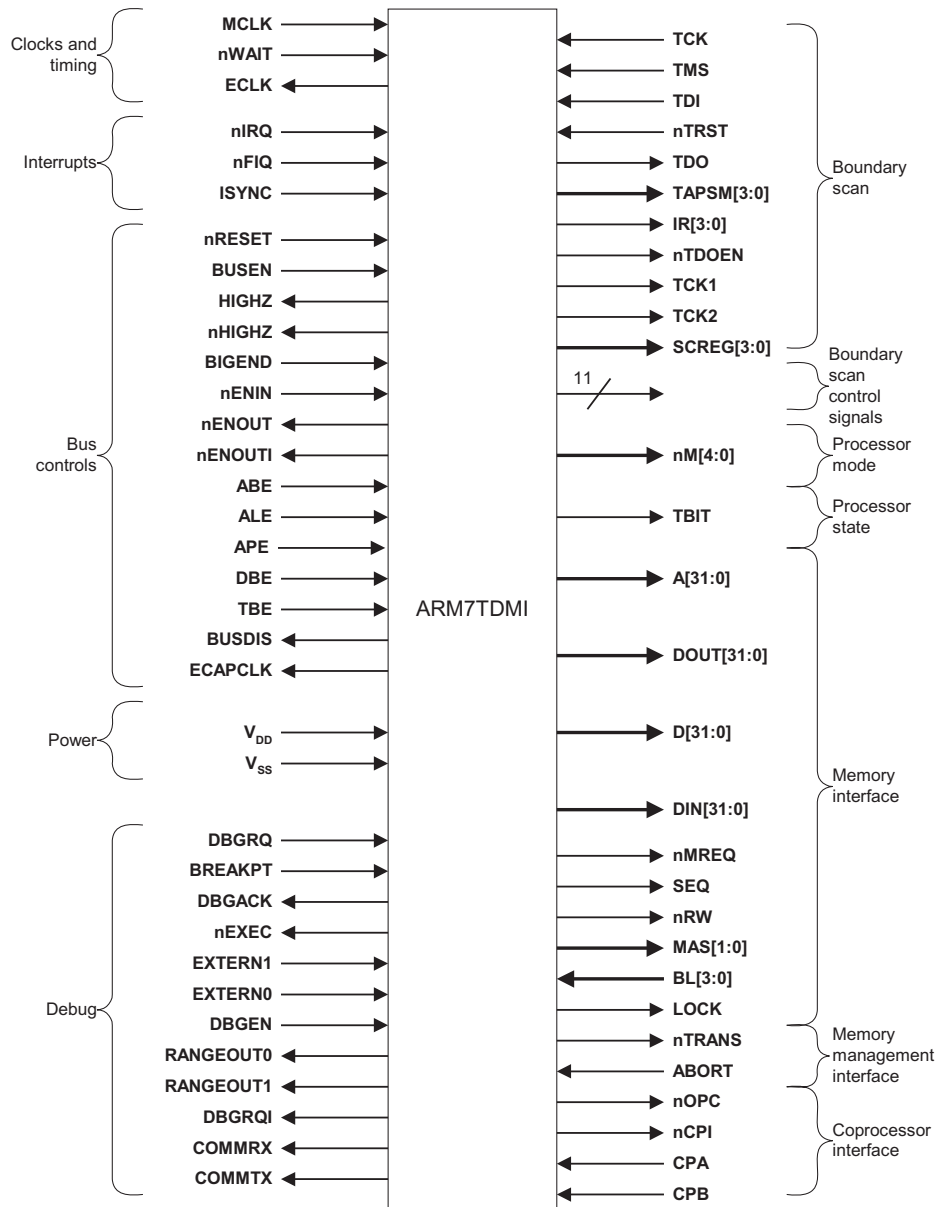 Clocks and
timing
MCLK
nWAIT
ECLK
Interrupts
nIRQ
nFIQ
ISYNC
Bus
controls
nRESET
BUSEN
HIGHZ
nHIGHZ
BIGEND
nENIN
nENOUT
nENOUTI
ABE
ALE
APE
DBE
TBE
BUSDIS
ECAPCLK
Power
VDD
VSS
Debug
DBGRQ
BREAKPT
DBGACK
nEXEC
EXTERN1
EXTERN0
DBGEN
RANGEOUT0
RANGEOUT1
DBGRQI
COMMRX
COMMTX
ARM7TDMI
TCK
TMS
TDI
nTRST
TDO
TAPSM[3:0]
IR[3:0]
nTDOEN
TCK1
TCK2
SCREG[3:0]
Boundary
scan
11
Boundary
scan
control
signals
nM[4:0]
Processor
mode
TBIT
Processor
state
A[31:0]
DOUT[31:0]
D[31:0]
DIN[31:0]
nMREQ
SEQ
nRW
MAS[1:0]
BL[3:0]
LOCK
Memory
interface
nTRANS
ABORT
Memory
management
interface
nOPC
nCPI
CPA
CPB
Coprocessor
interface